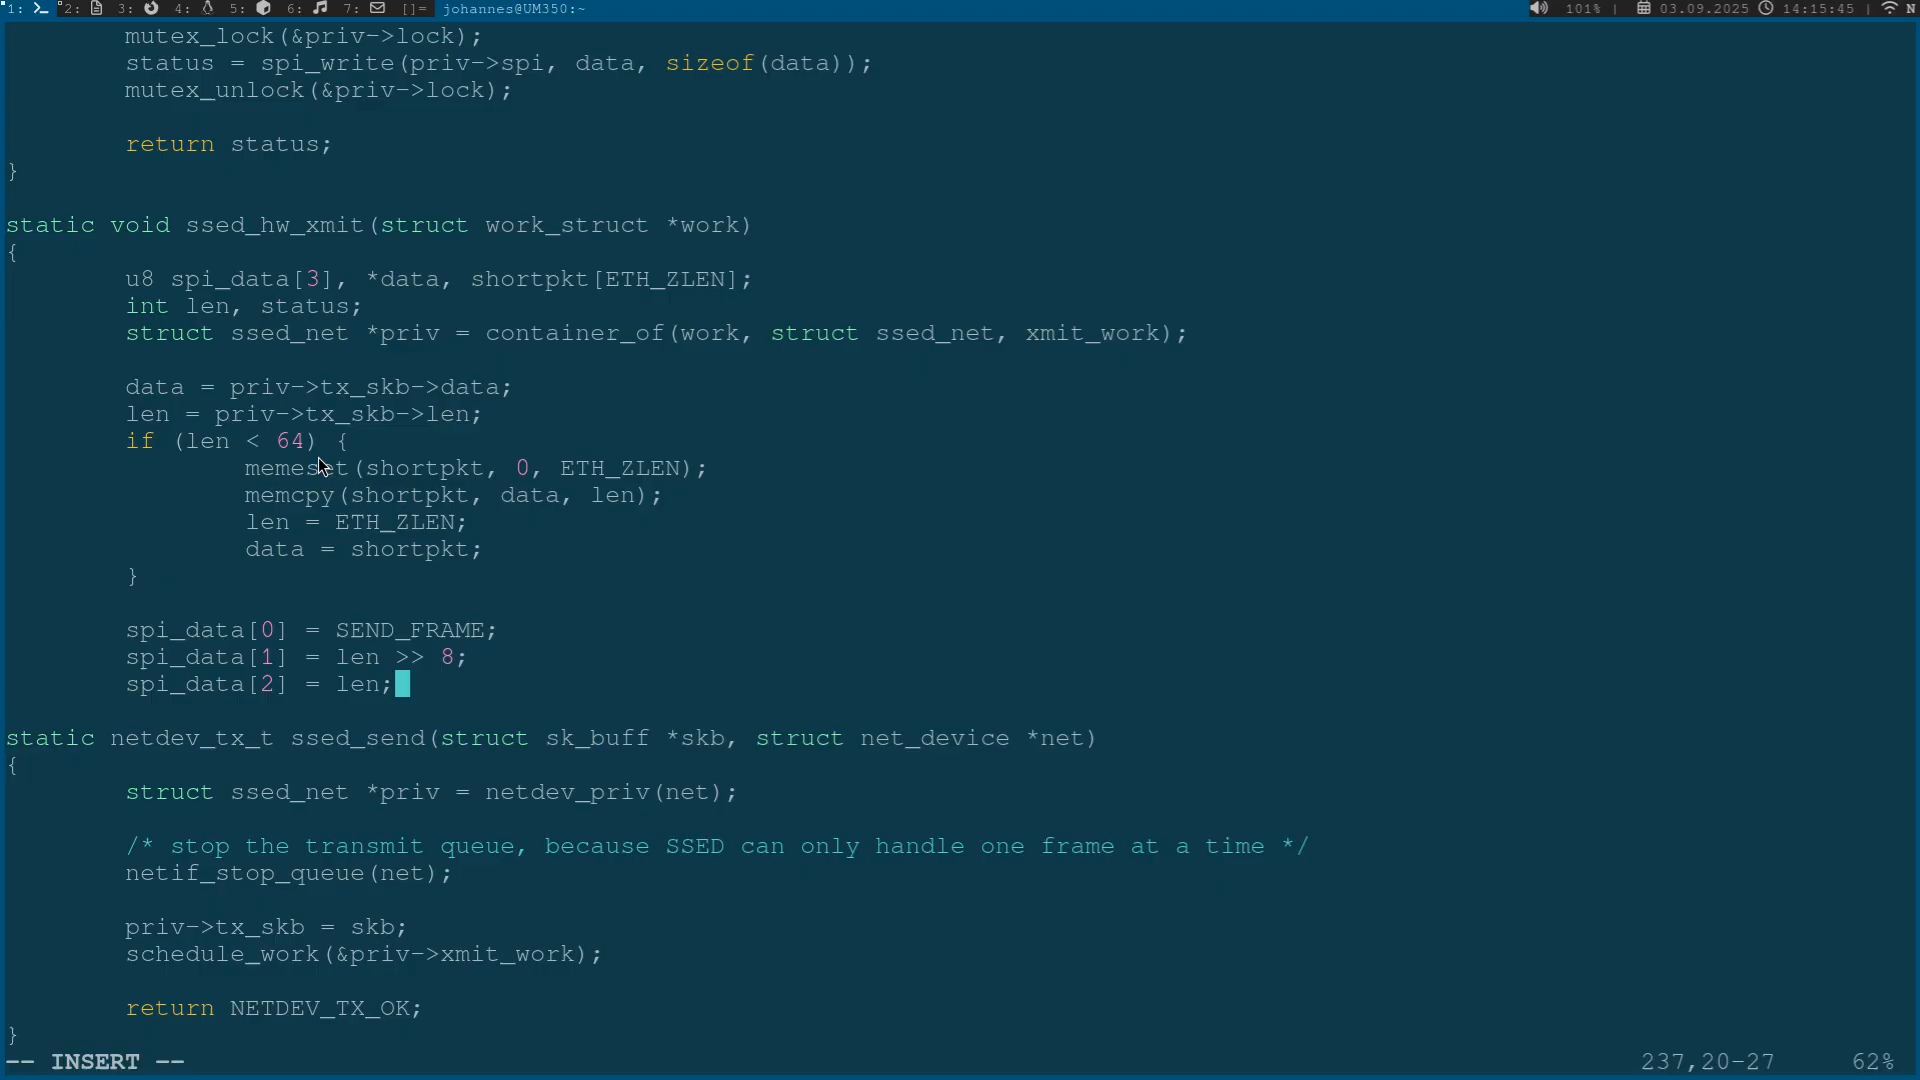 1: 2: 3: 4: 5: 6: 7: []= johannes@UM350:~ 101% | 03.09.2025 14:15:45 | N
mutex_lock(&priv->lock);
status = spi_write(priv->spi, data, sizeof(data));
mutex_unlock(&priv->lock);
return status;
}
static void ssed_hw_xmit(struct work_struct *work)
{
u8 spi_data[3], *data, shortpkt[ETH_ZLEN];
int len, status;
struct ssed_net *priv = container_of(work, struct ssed_net, xmit_work);
data = priv->tx_skb->data;
len = priv->tx_skb->len;
if (len < 64) {
memeset(shortpkt, 0, ETH_ZLEN);
memcpy(shortpkt, data, len);
len = ETH_ZLEN;
data = shortpkt;
}
spi_data[0] = SEND_FRAME;
spi_data[1] = len >> 8;
spi_data[2] = len;
static netdev_tx_t ssed_send(struct sk_buff *skb, struct net_device *net)
{
struct ssed_net *priv = netdev_priv(net);
/* stop the transmit queue, because SSED can only handle one frame at a time */
netif_stop_queue(net);
priv->tx_skb = skb;
schedule_work(&priv->xmit_work);
return NETDEV_TX_OK;
}
-- INSERT -- 237,20-27 62%